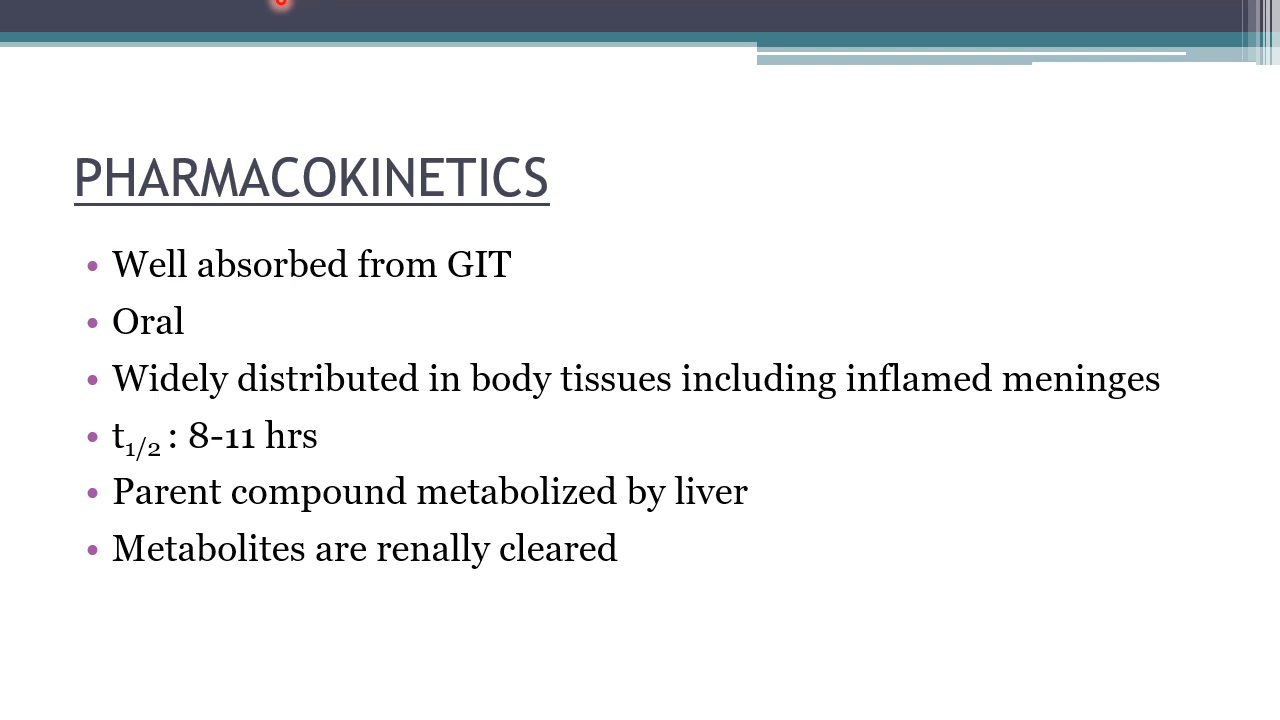 PHARMACOKINETICS
• Well absorbed from GIT
• Oral
• Widely distributed in body tissues including inflamed meninges
• t1/2 : 8-11 hrs
• Parent compound metabolized by liver
• Metabolites are renally cleared